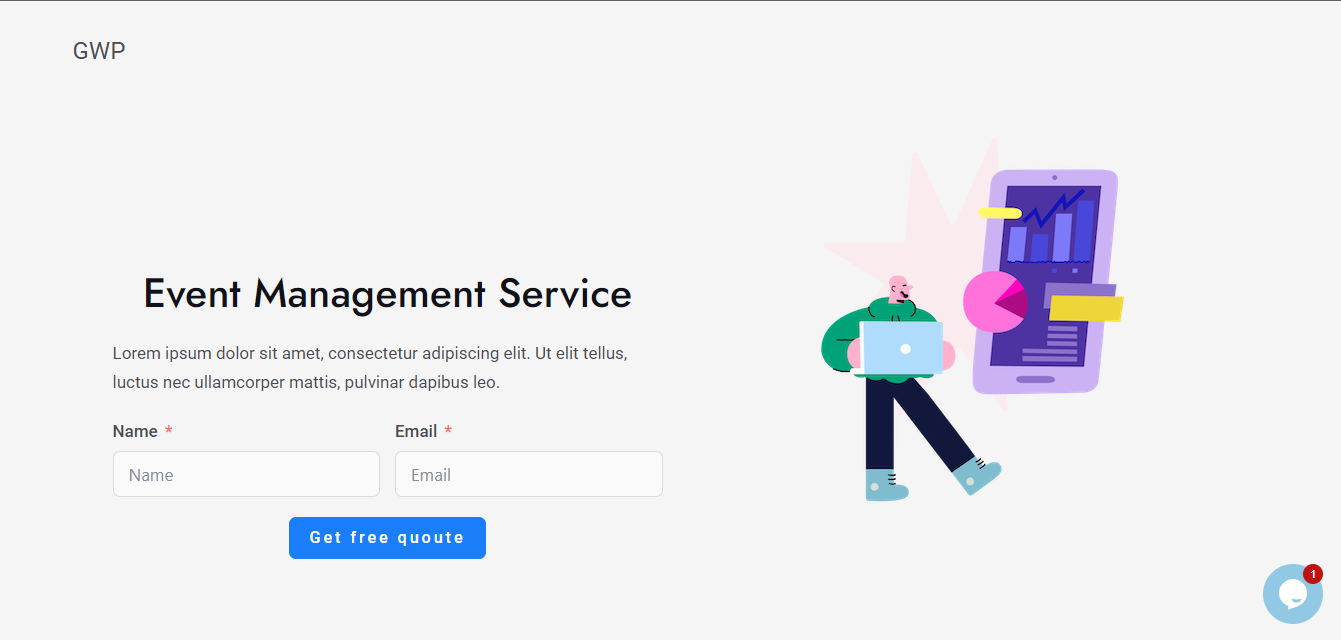 GWP
Event Management Service
Lorem ipsum dolor sit amet, consectetur adipiscing elit. Ut elit tellus,
luctus nec ullamcorper mattis, pulvinar dapibus leo.
Name * Email *
Name Email
Get free quoute
1